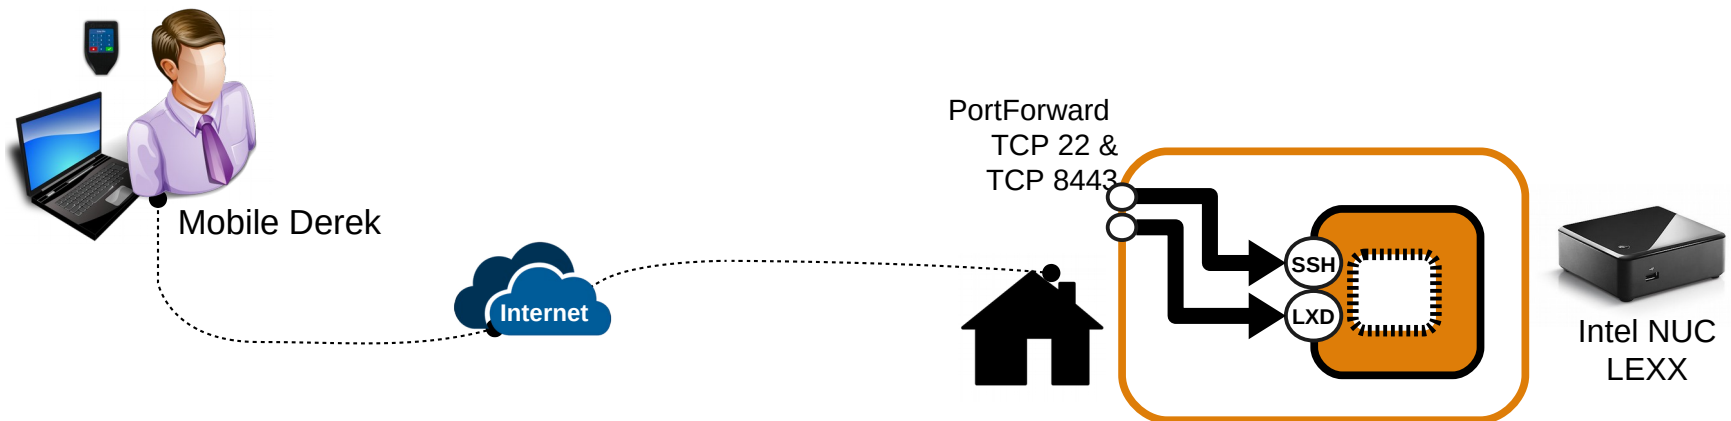 Mobile Derek
Internet
PortForward
TCP 22 &
TCP 8443
SSH
LXD
Intel NUC
LEXX